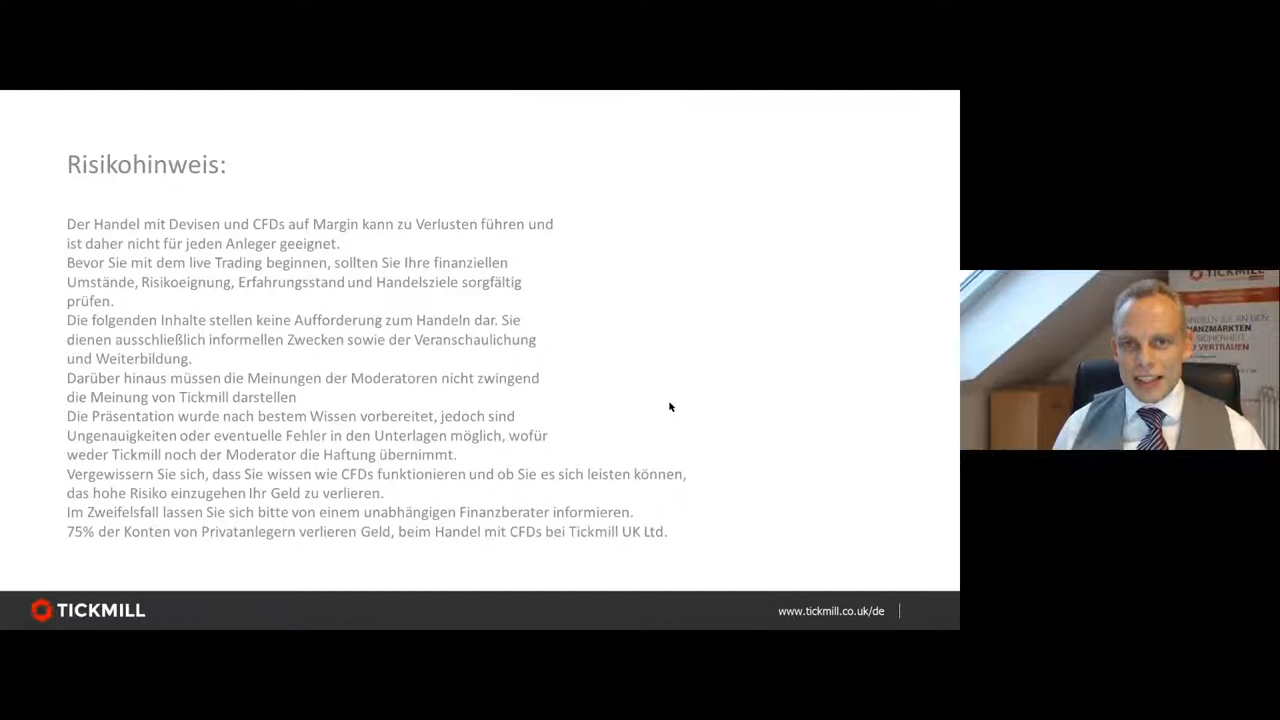 Risikohinweis:
Der Handel mit Devisen und CFDs auf Margin kann zu Verlusten führen und
ist daher nicht für jeden Anleger geeignet.
Bevor Sie mit dem live Trading beginnen, sollten Sie Ihre finanziellen
Umstände, Risikoeignung, Erfahrungsstand und Handelsziele sorgfältig
prüfen.
Die folgenden Inhalte stellen keine Aufforderung zum Handeln dar. Sie
dienen ausschließlich informellen Zwecken sowie der Veranschaulichung
und Weiterbildung.
Darüber hinaus müssen die Meinungen der Moderatoren nicht zwingend
die Meinung von Tickmill darstellen
Die Präsentation wurde nach bestem Wissen vorbereitet, jedoch sind
Ungenauigkeiten oder eventuelle Fehler in den Unterlagen möglich, wofür
weder Tickmill noch der Moderator die Haftung übernimmt.
Vergewissern Sie sich, dass Sie wissen wie CFDs funktionieren und ob Sie es sich leisten können,
das hohe Risiko einzugehen Ihr Geld zu verlieren.
Im Zweifelsfall lassen Sie sich bitte von einem unabhängigen Finanzberater informieren.
75% der Konten von Privatanlegern verlieren Geld, beim Handel mit CFDs bei Tickmill UK Ltd.
TICKMILL
www.tickmill.co.uk/de
TICKMILL
NDELN SIE AN DEN
NANZMARKTEN
SICHERHEIT
D VERTRAUEN